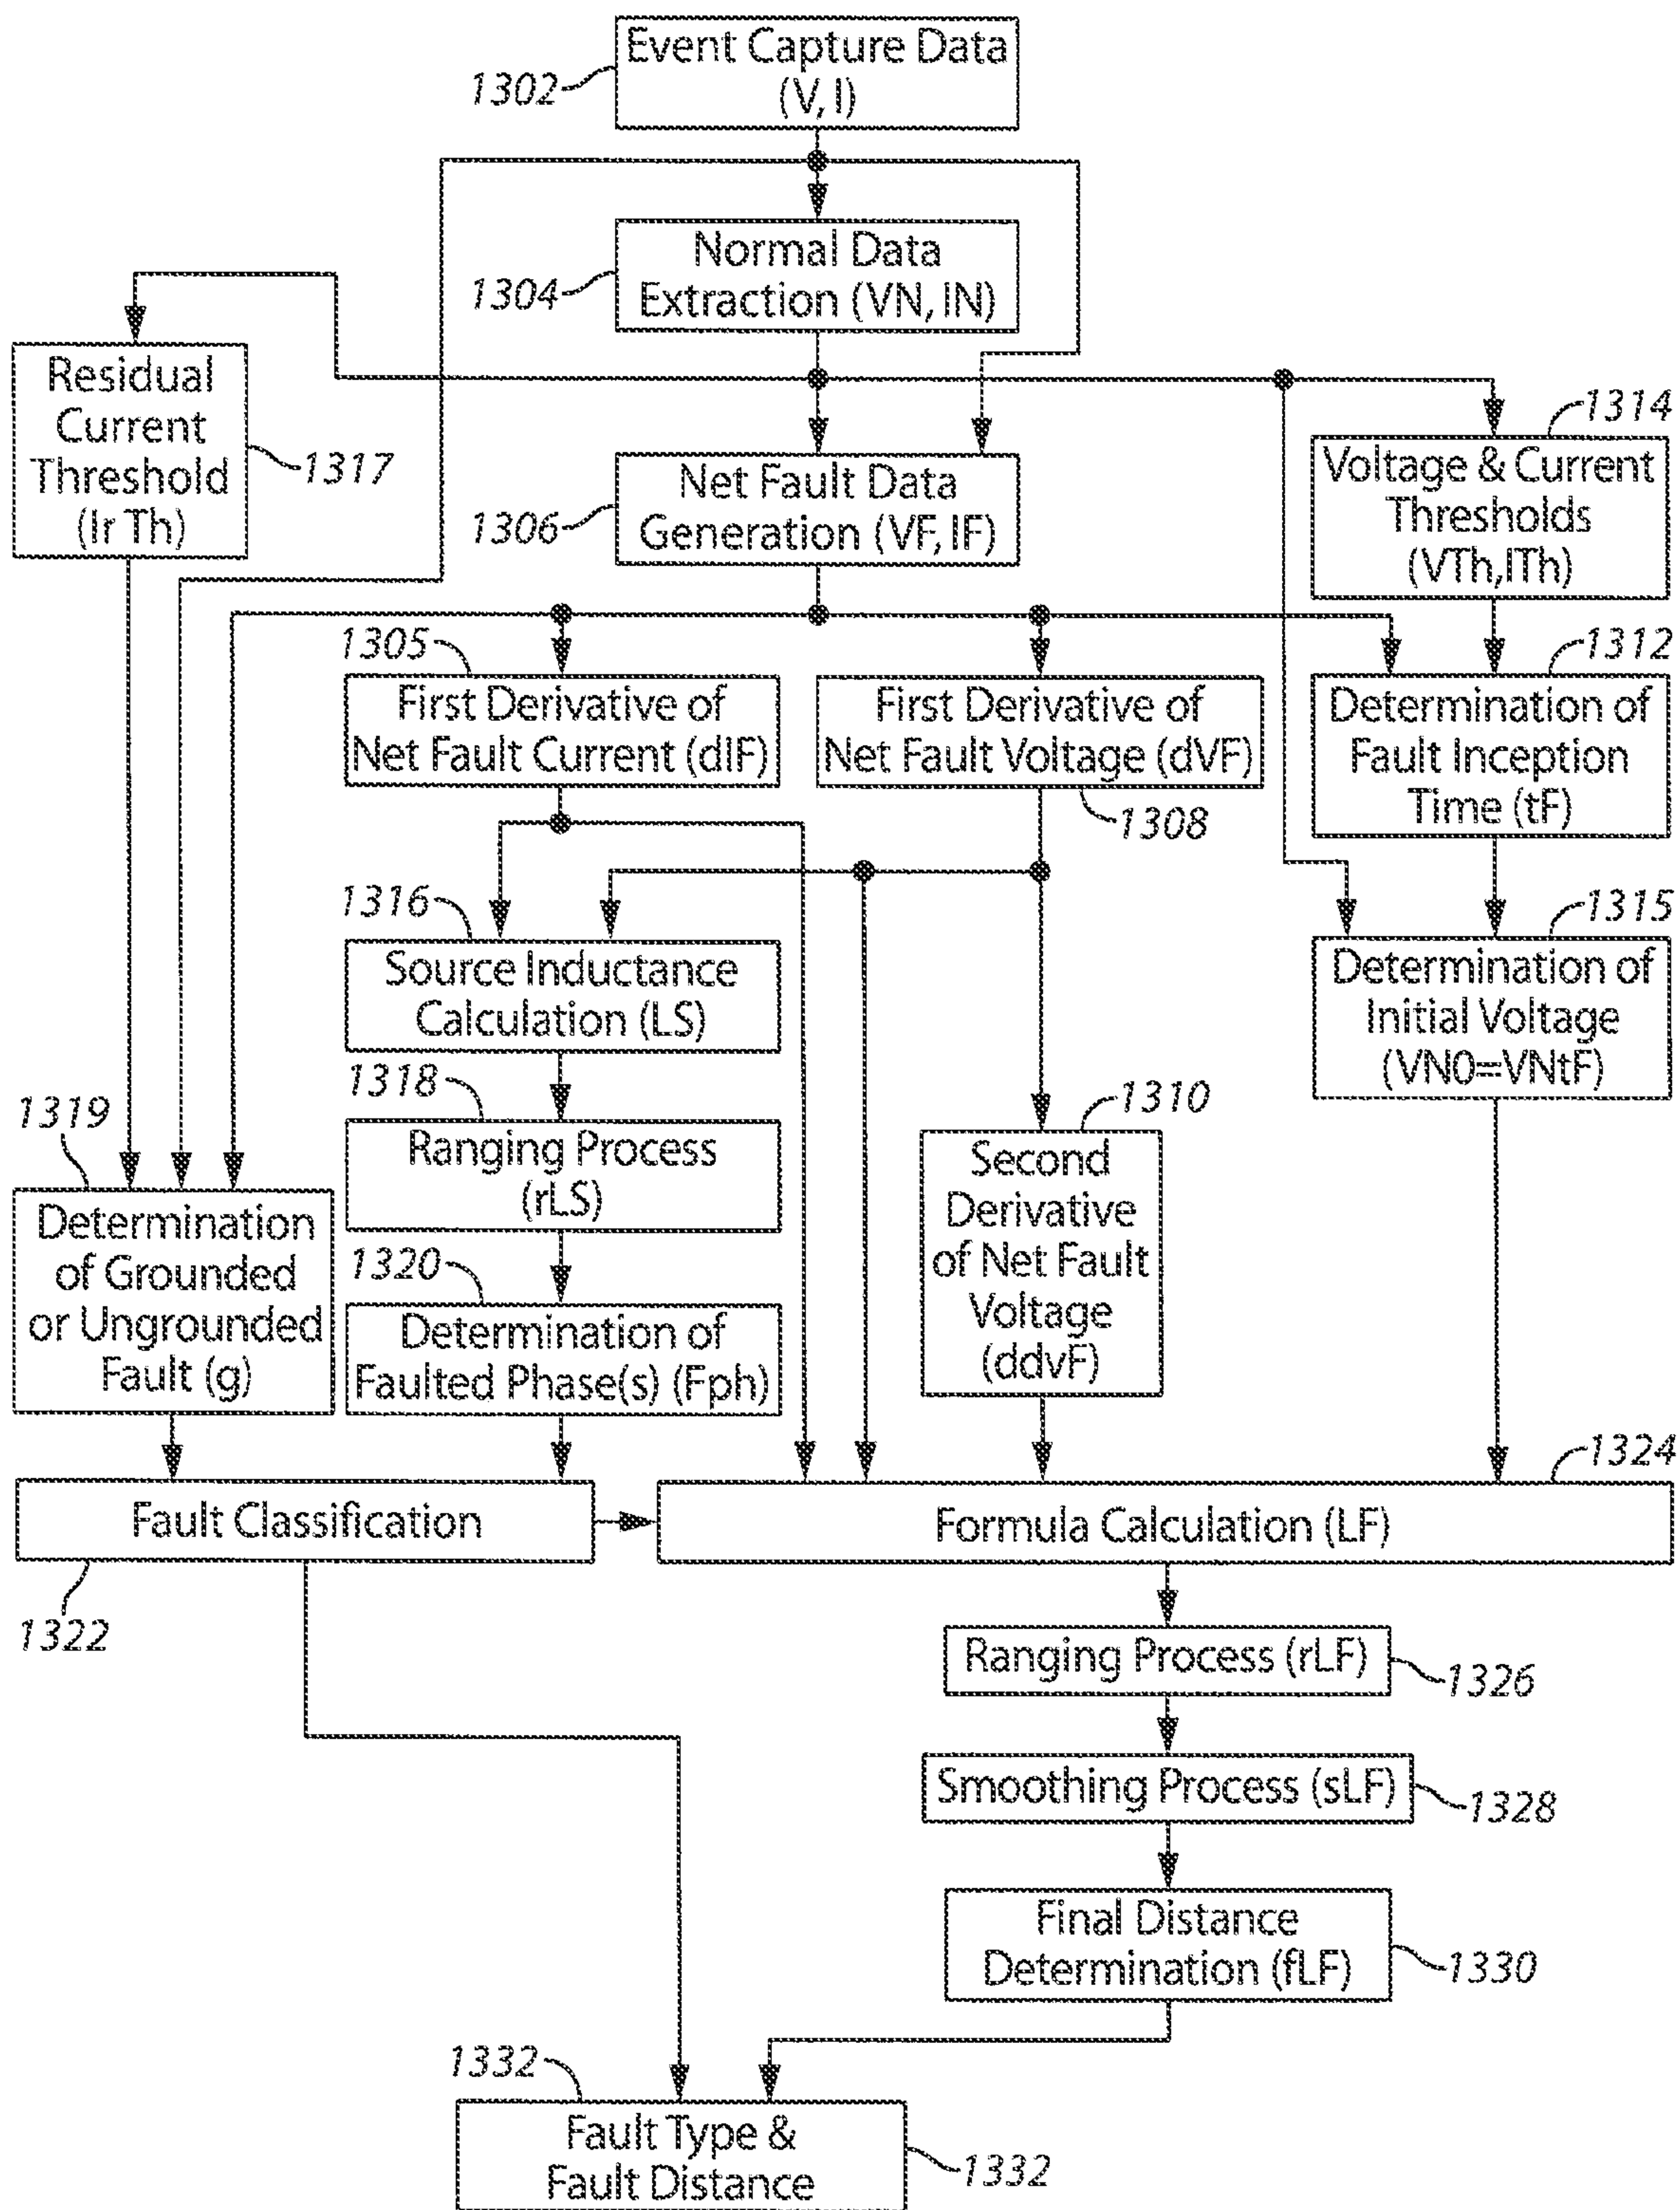 Event Capture Data
(V, I)
1302
Normal Data
Extraction (VN, IN)
1304
Residual
Current
Threshold
(Ir Th)
1317
Net Fault Data
Generation (VF, IF)
1306
1314
Voltage & Current
Thresholds
(VTh,ITh)
1305
First Derivative of
Net Fault Current (dIF)
First Derivative of
Net Fault Voltage (dVF)
1308
1312
Determination of
Fault Inception
Time (tF)
1316
Source Inductance
Calculation (LS)
1315
Determination of
Initial Voltage
(VN0=VNtF)
1318
Ranging Process
(rLS)
1310
Second
Derivative
of Net Fault
Voltage
(ddvF)
1319
Determination
of Grounded
or Ungrounded
Fault (g)
1320
Determination of
Faulted Phase(s) (Fph)
1324
Fault Classification
1322
Formula Calculation (LF)
Ranging Process (rLF)
1326
Smoothing Process (sLF)
1328
Final Distance
Determination (fLF)
1330
1332
Fault Type &
Fault Distance
1332